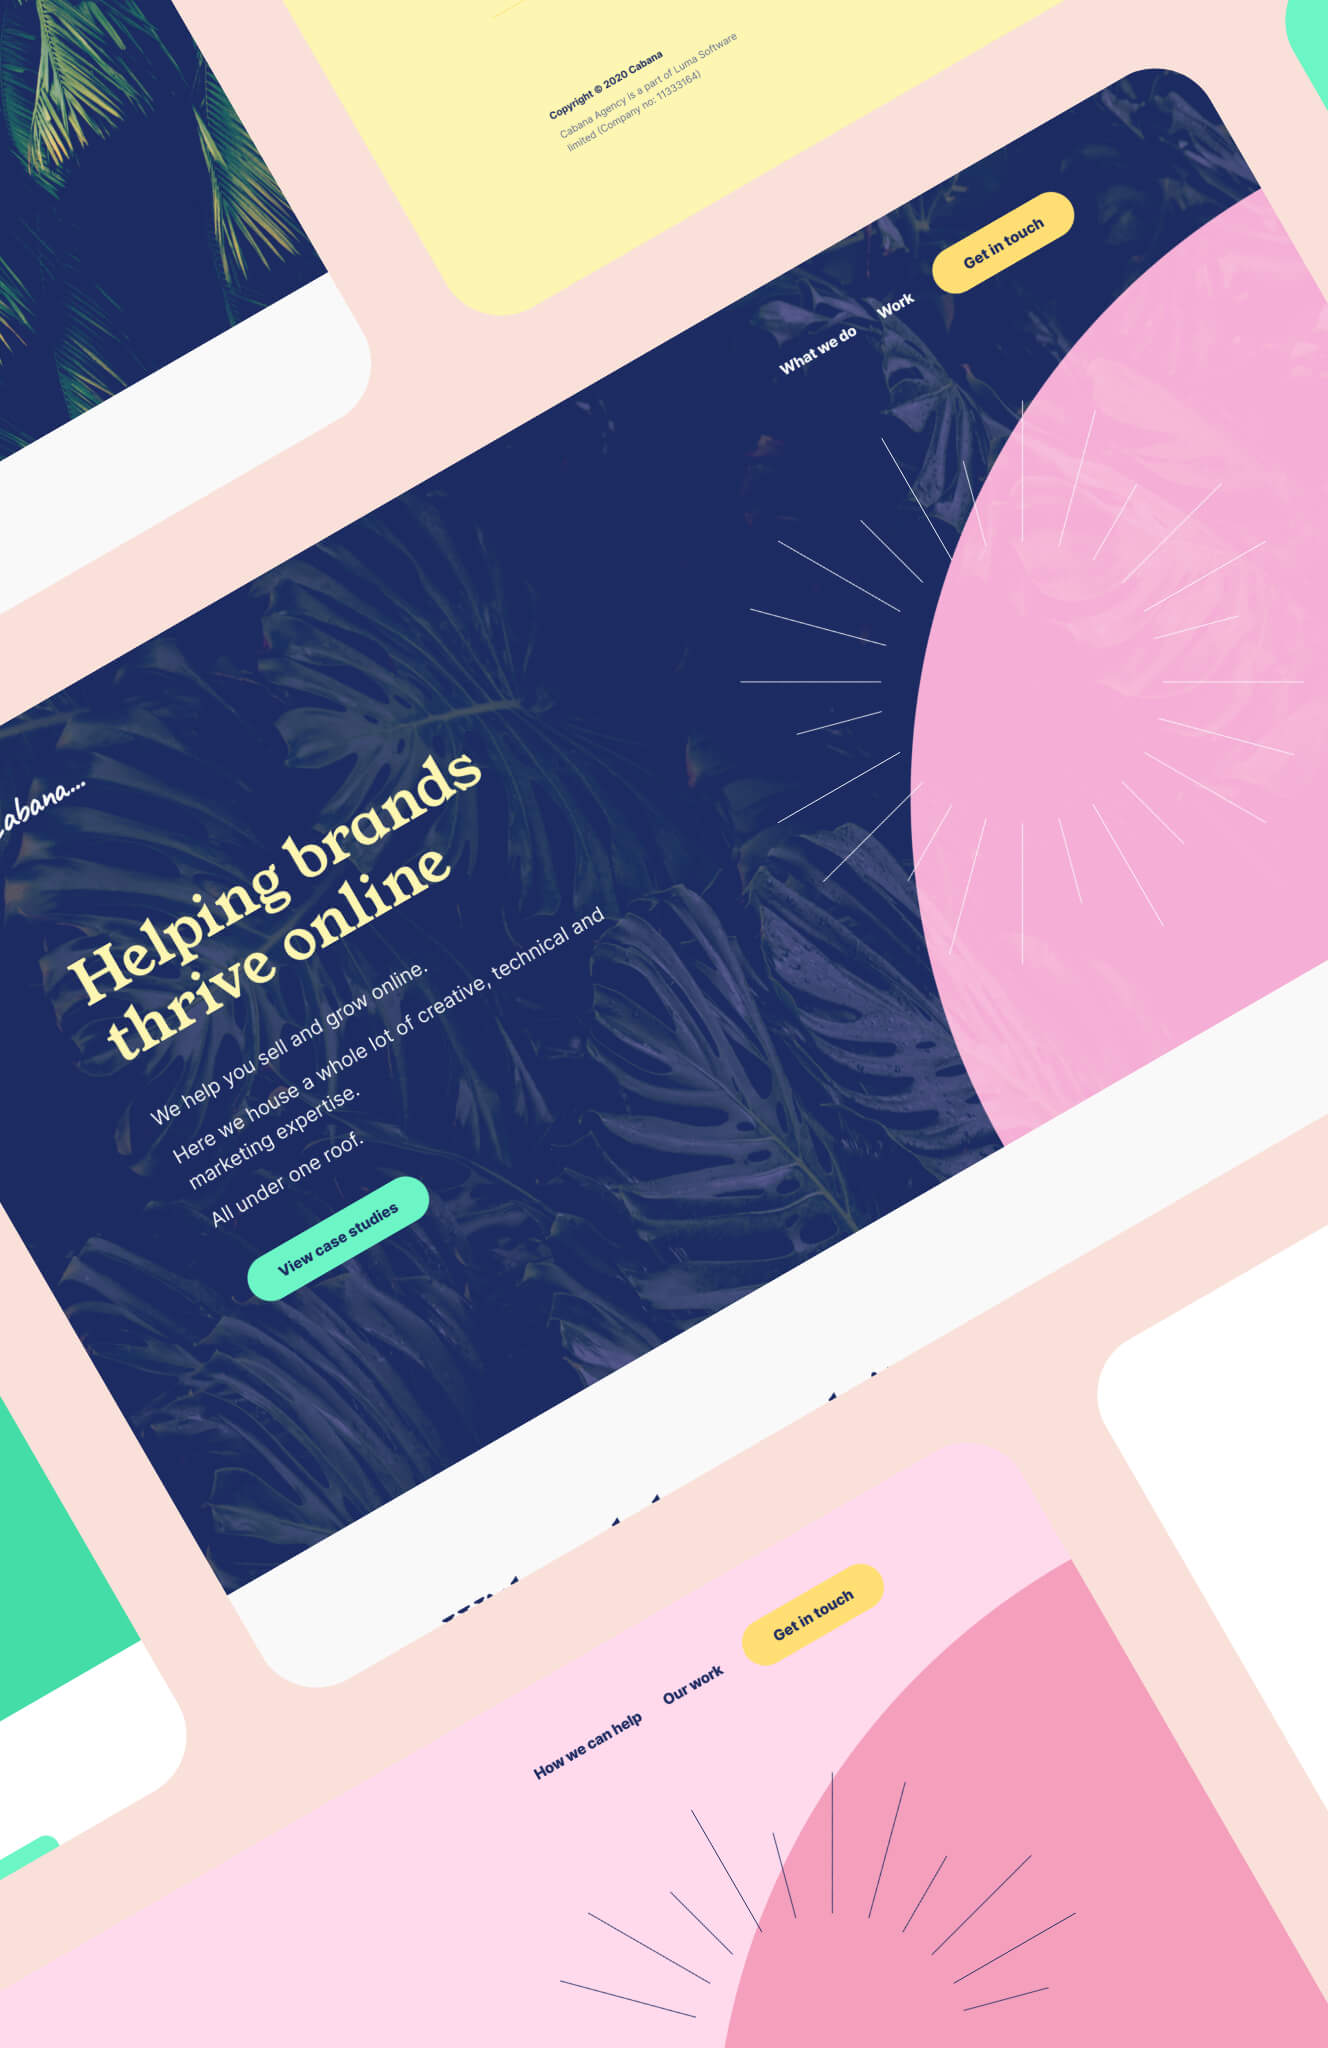 Copyright © 2020 Cabana
Cabana Agency is a part of Luma Software
limited (Company no: 11333164)
What we do
Work
Get in touch
Cabana...
Helping brands
thrive online
We help you sell and grow online.
Here we house a whole lot of creative, technical and
marketing expertise.
All under one roof.
View case studies
How we can help
Our work
Get in touch